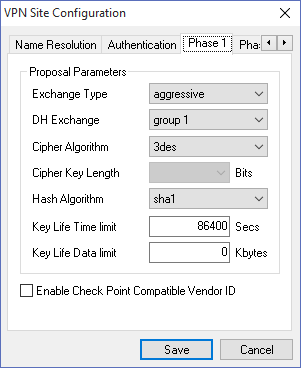 VPN Site Configuration
Name Resolution Authentication Phase 1 Pha
Proposal Parameters
Exchange Type aggressive
DH Exchange group 1
Cipher Algorithm 3des
Cipher Key Length Bits
Hash Algorithm sha1
Key Life Time limit 86400 Secs
Key Life Data limit 0 Kbytes
Enable Check Point Compatible Vendor ID
Save Cancel